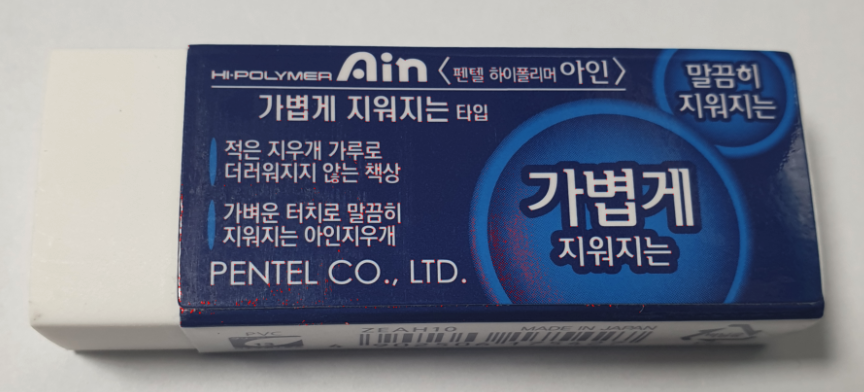 HI-POLYMER Ain 〈펜텔 하이폴리머 아인〉
가볍게 지워지는 타입
적은 지우개 가루로
더러워지지 않는 책상
가벼운 터치로 말끔히
지워지는 아인지우개
PENTEL CO., LTD.
말끔히
지워지는
가볍게
지워지는
PVC
ZEAH10
MADE IN JAPAN